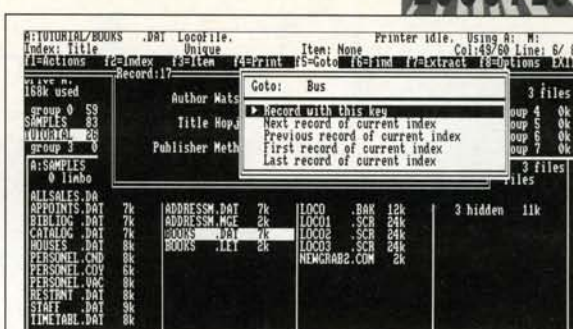 A:TUTORIAL/BOOKS .DAT LocoFile. Printer idle. Using A: M:
Index: Title Unique Item: None Col:49/60 Line: 6/
f1=Actions f2=Index f3=Item f4=Print f5=Goto f6=Find f7=Extract f8=Options EXI
Record:17
168k used
Goto: Bus
3 files
Author Wats
group 0 59
Record with this key
oup 4 0k
SAMPLES 83
Title HopJ
Next record of current index
oup 5 0k
TUTORIAL 26
Previous record of current index
oup 6 0k
group 3 0
Publisher Meth
First record of current index
oup 7 0k
Last record of current index
A:SAMPLES
3 files
0 limbo
files
ALLSALES.DA
APPOINTS.DAT 7k ADDRESSM.DAT 7k LOCO .BAK 12k 3 hidden 11k
BIBLIOG .DAT 7k ADDRESSM.MGE 2k LOCO1 .SCR 24k
CATALOG .DAT 7k BOOKS .DAT 7k LOCO2 .SCR 24k
HOUSES .DAT 8k BOOKS .LET 2k LOCO3 .SCR 24k
PERSONEL.CND 8k NEWGRAB2.COM 2k
PERSONEL.COY 6k
PERSONEL.VAC 8k
RESTRNT .DAT 8k
STAFF .DAT 9k
TIMETABL.DAT 8k